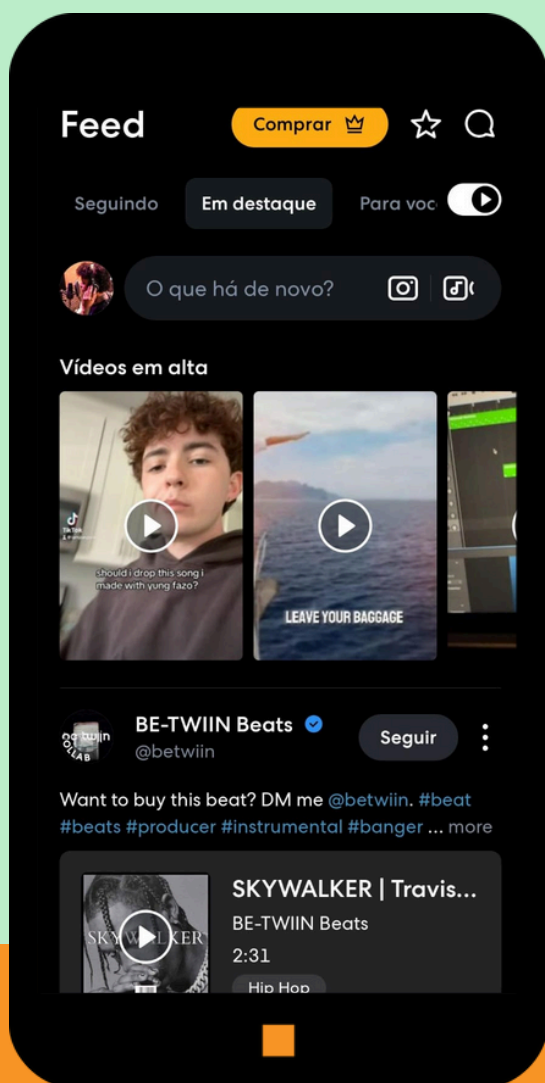 Feed
Comprar
Seguindo
Em destaque
Para voc
O que há de novo?
Vídeos em alta
TikTok
should i drop this song i
made with yung fazo?
LEAVE YOUR BAGGAGE
BE-TWIIN Beats
Seguir
@betwiin
COLLAB
Want to buy this beat? DM me @betwiin. #beat
#beats #producer #instrumental #banger ... more
SKYWALKER | Travis...
BE-TWIIN Beats
2:31
Hip Hop
SKYWALKER